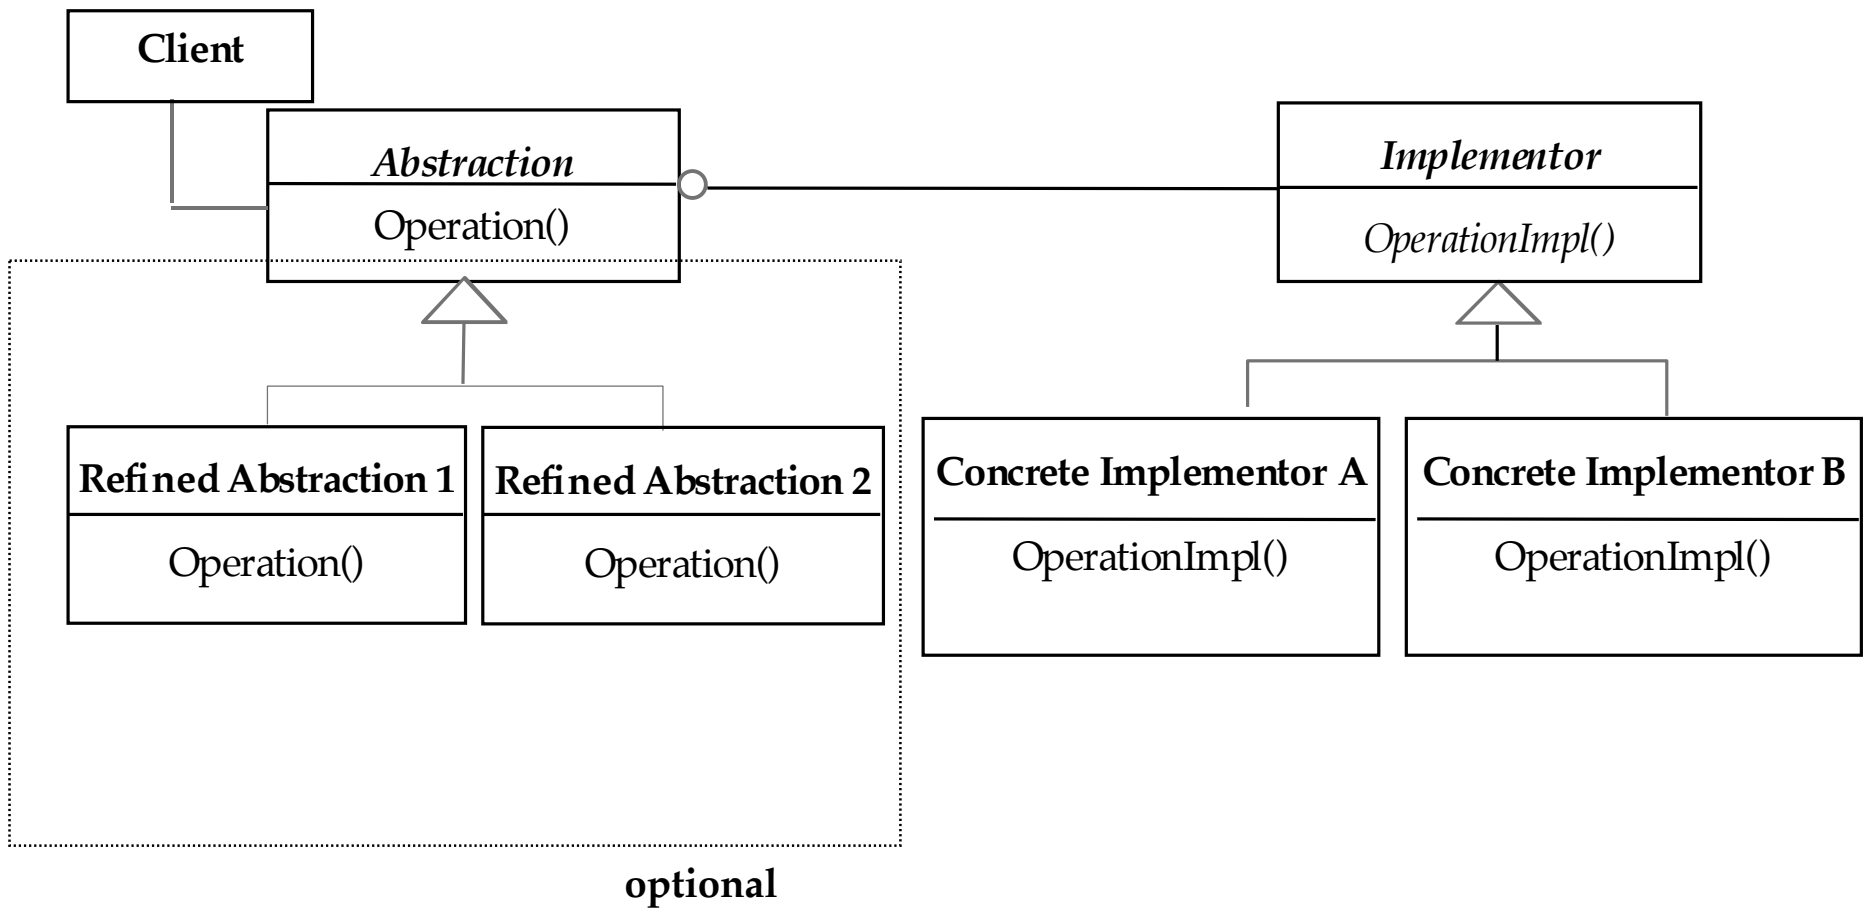 Client
Abstraction
Operation()
Implementor
OperationImpl()
Refined Abstraction 1
Operation()
Refined Abstraction 2
Operation()
Concrete Implementor A
OperationImpl()
Concrete Implementor B
OperationImpl()
optional